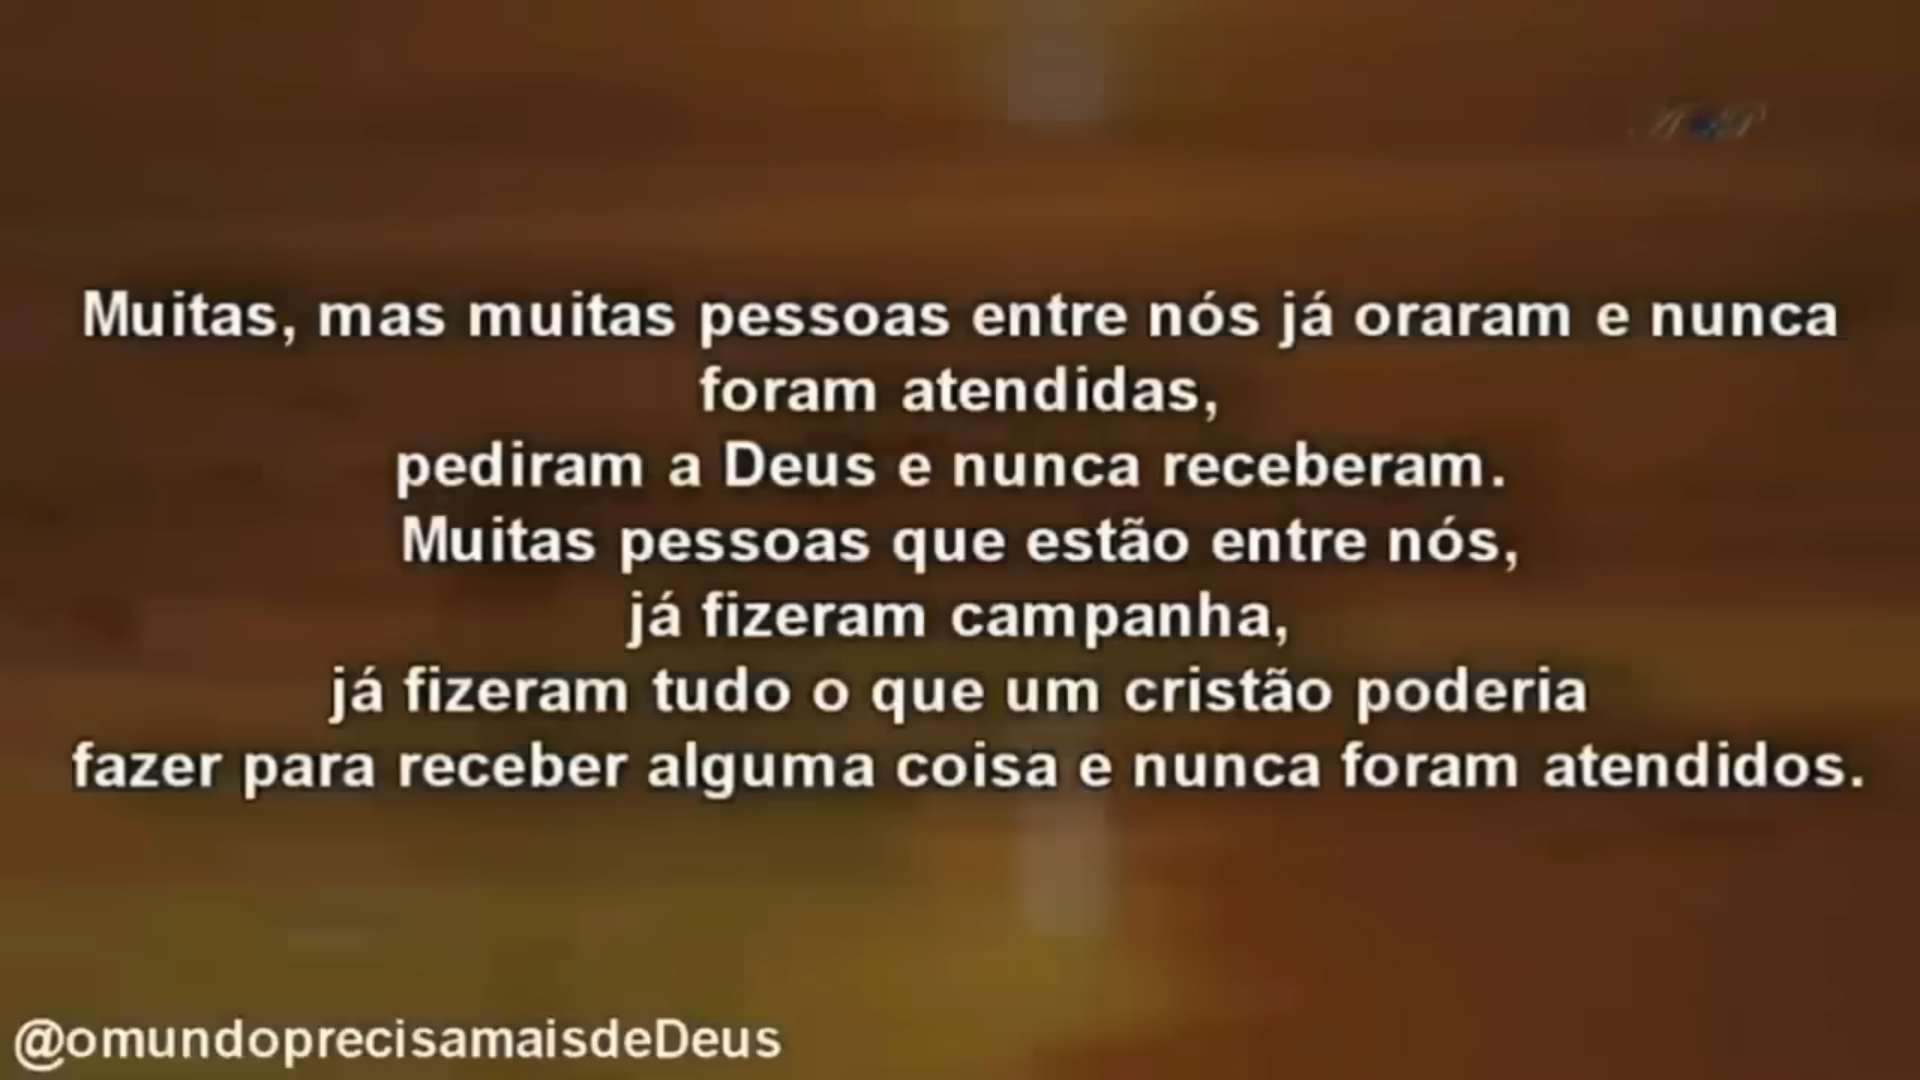 Muitas, mas muitas pessoas entre nós já oraram e nunca
foram atendidas,
pediram a Deus e nunca receberam.
Muitas pessoas que estão entre nós,
já fizeram campanha,
já fizeram tudo o que um cristão poderia
fazer para receber alguma coisa e nunca foram atendidos.
@omundoprecisamaisdeDeus